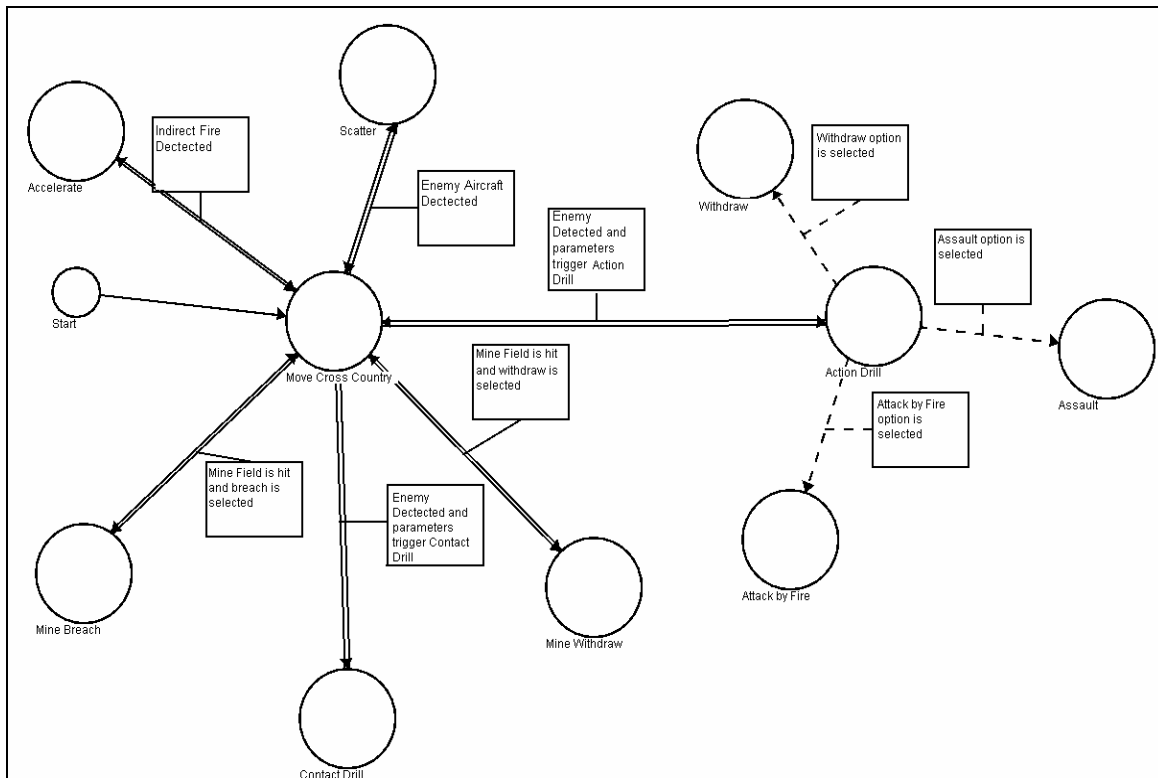 Scatter
Accelerate
Indirect Fire
Dectected
Enemy Aircraft
Dectected
Start
Move Cross Country
Enemy
Detected and
parameters
trigger Action
Drill
Withdraw
Withdraw option
is selected
Assault option is
selected
Action Drill
Assault
Attack by Fire
option is
selected
Attack by Fire
Mine Field is hit
and withdraw is
selected
Mine Field is hit
and breach is
selected
Enemy
Dectected and
parameters
trigger Contact
Drill
Mine Breach
Mine Withdraw
Contact Drill